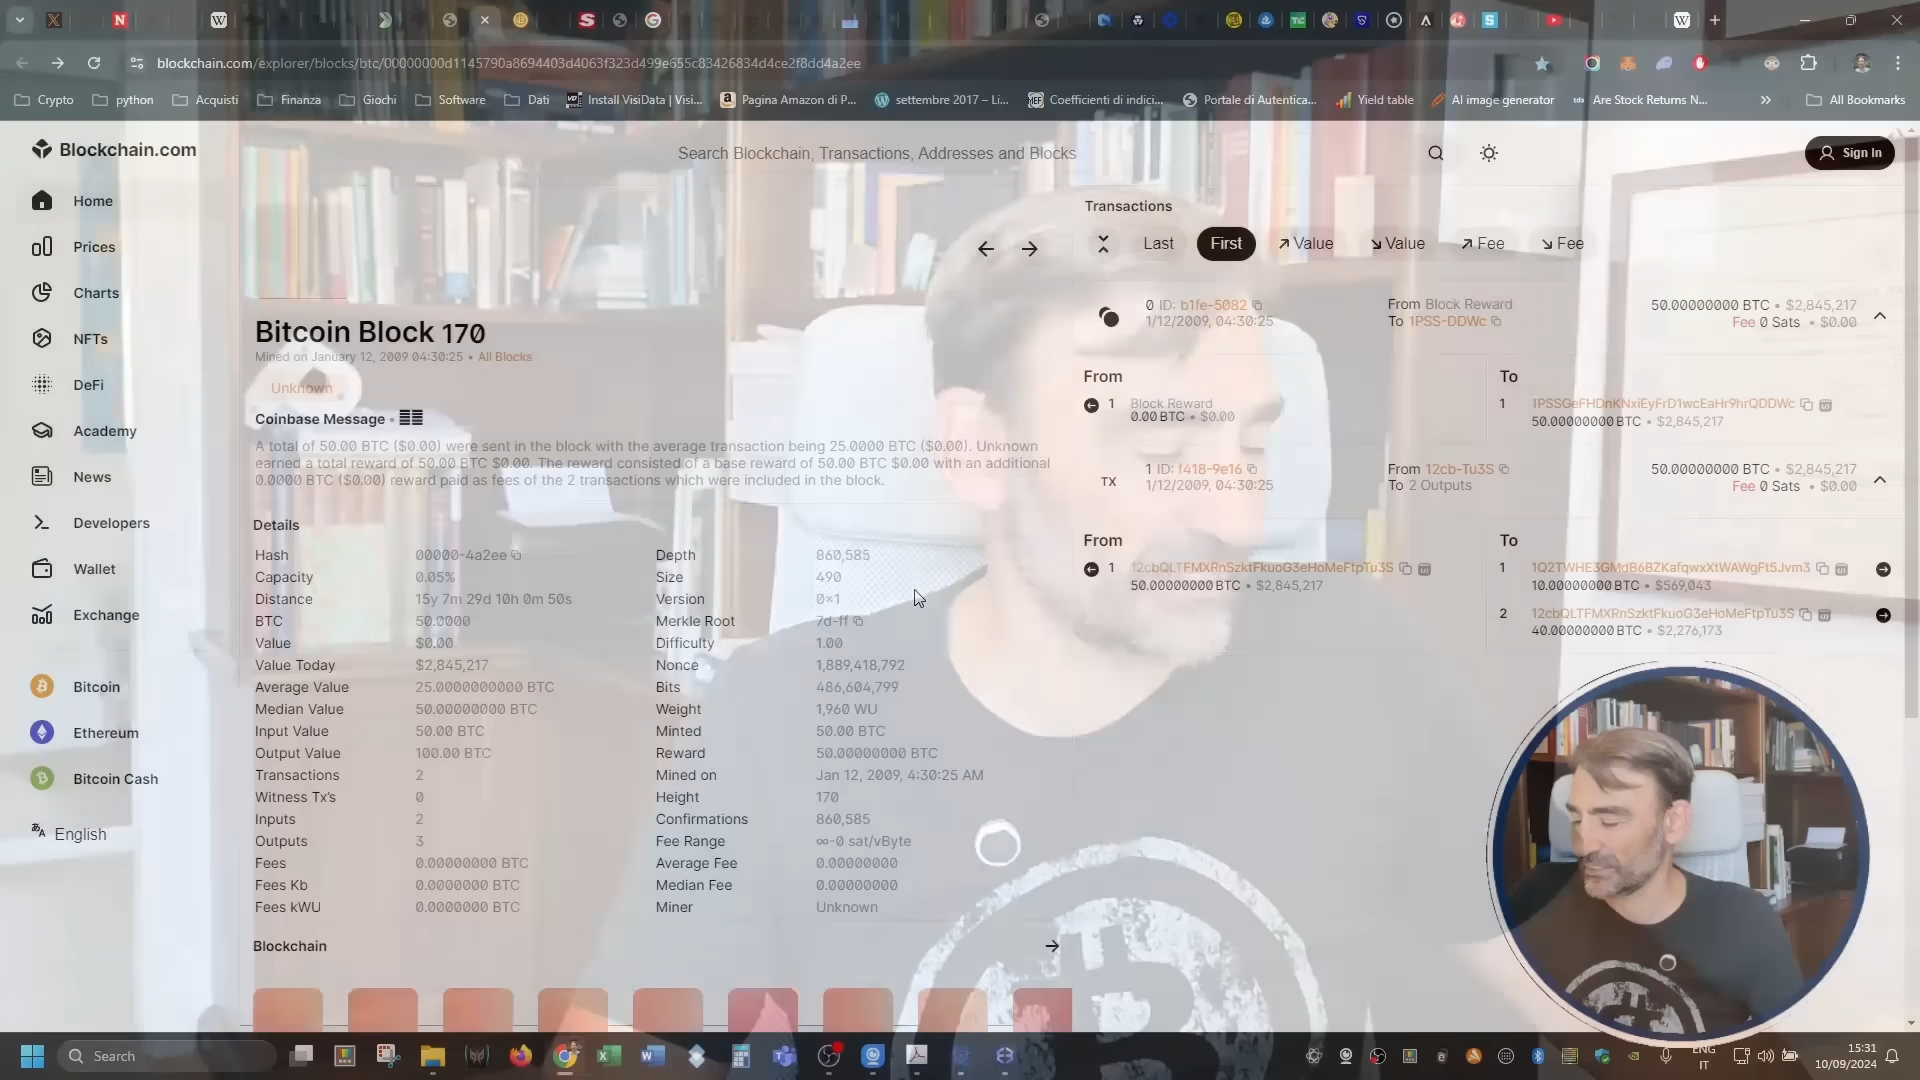 blockchain.com/explorer/blocks/btc/00000000d1145790a8694403d4063f323d499e655c83426834d4ce2f8dd4a2ee
Crypto
python
Acquisti
Finanza
Giochi
Software
Dati
Install VisiData | Visi...
Pagina Amazon di P...
settembre 2017 – Li...
Coefficienti di indici...
Portale di Autentica...
Yield table
AI image generator
Are Stock Returns N...
»
All Bookmarks
Blockchain.com
Search Blockchain, Transactions, Addresses and Blocks
Sign In
Home
Prices
Charts
NFTs
DeFi
Academy
News
Developers
Wallet
Exchange
Bitcoin
Ethereum
Bitcoin Cash
English
Bitcoin Block 170
Mined on January 12, 2009 04:30:25 • All Blocks
Unknown
Coinbase Message •
A total of 50.00 BTC ($0.00) were sent in the block with the average transaction being 25.0000 BTC ($0.00). Unknown
earned a total reward of 50.00 BTC $0.00. The reward consisted of a base reward of 50.00 BTC $0.00 with an additional
0.0000 BTC ($0.00) reward paid as fees of the 2 transactions which were included in the block.
Details
Hash 00000-4a2ee
Capacity 0.05%
Distance 15y 7m 29d 10h 0m 50s
BTC 50.0000
Value $0.00
Value Today $2,845,217
Average Value 25.0000000000 BTC
Median Value 50.00000000 BTC
Input Value 50.00 BTC
Output Value 100.00 BTC
Transactions 2
Witness Tx's 0
Inputs 2
Outputs 3
Fees 0.00000000 BTC
Fees Kb 0.0000000 BTC
Fees kWU 0.0000000 BTC
Depth 860,585
Size 490
Version 0×1
Merkle Root 7d-ff
Difficulty 1.00
Nonce 1,889,418,792
Bits 486,604,799
Weight 1,960 WU
Minted 50.00 BTC
Reward 50.00000000 BTC
Mined on Jan 12, 2009, 4:30:25 AM
Height 170
Confirmations 860,585
Fee Range ∞-0 sat/vByte
Average Fee 0.00000000
Median Fee 0.00000000
Miner Unknown
Blockchain
Transactions
Last First Value Value Fee Fee
0 ID: b1fe-5082
1/12/2009, 04:30:25
From Block Reward
To 1PSS-DDWc
50.00000000 BTC • $2,845,217
Fee 0 Sats • $0.00
From
1 Block Reward
0.00 BTC • $0.00
To
1 1PSSGeFHDnKNxiEyFrD1wcEaHr9hrQDDWc
50.00000000 BTC • $2,845,217
TX
1 ID: f418-9e16
1/12/2009, 04:30:25
From 12cb-Tu3S
To 2 Outputs
50.00000000 BTC • $2,845,217
Fee 0 Sats • $0.00
From
1 12cbQLTFMXRnSzktFkuoG3eHoMeFtpTu3S
50.00000000 BTC • $2,845,217
To
1 1Q2TWHE3GMdB6BZKafqwxXtWAWgFt5Jvm3
10.00000000 BTC • $569,043
2 12cbQLTFMXRnSzktFkuoG3eHoMeFtpTu3S
40.00000000 BTC • $2,276,173
Search
ENG
IT
15:31
10/09/2024